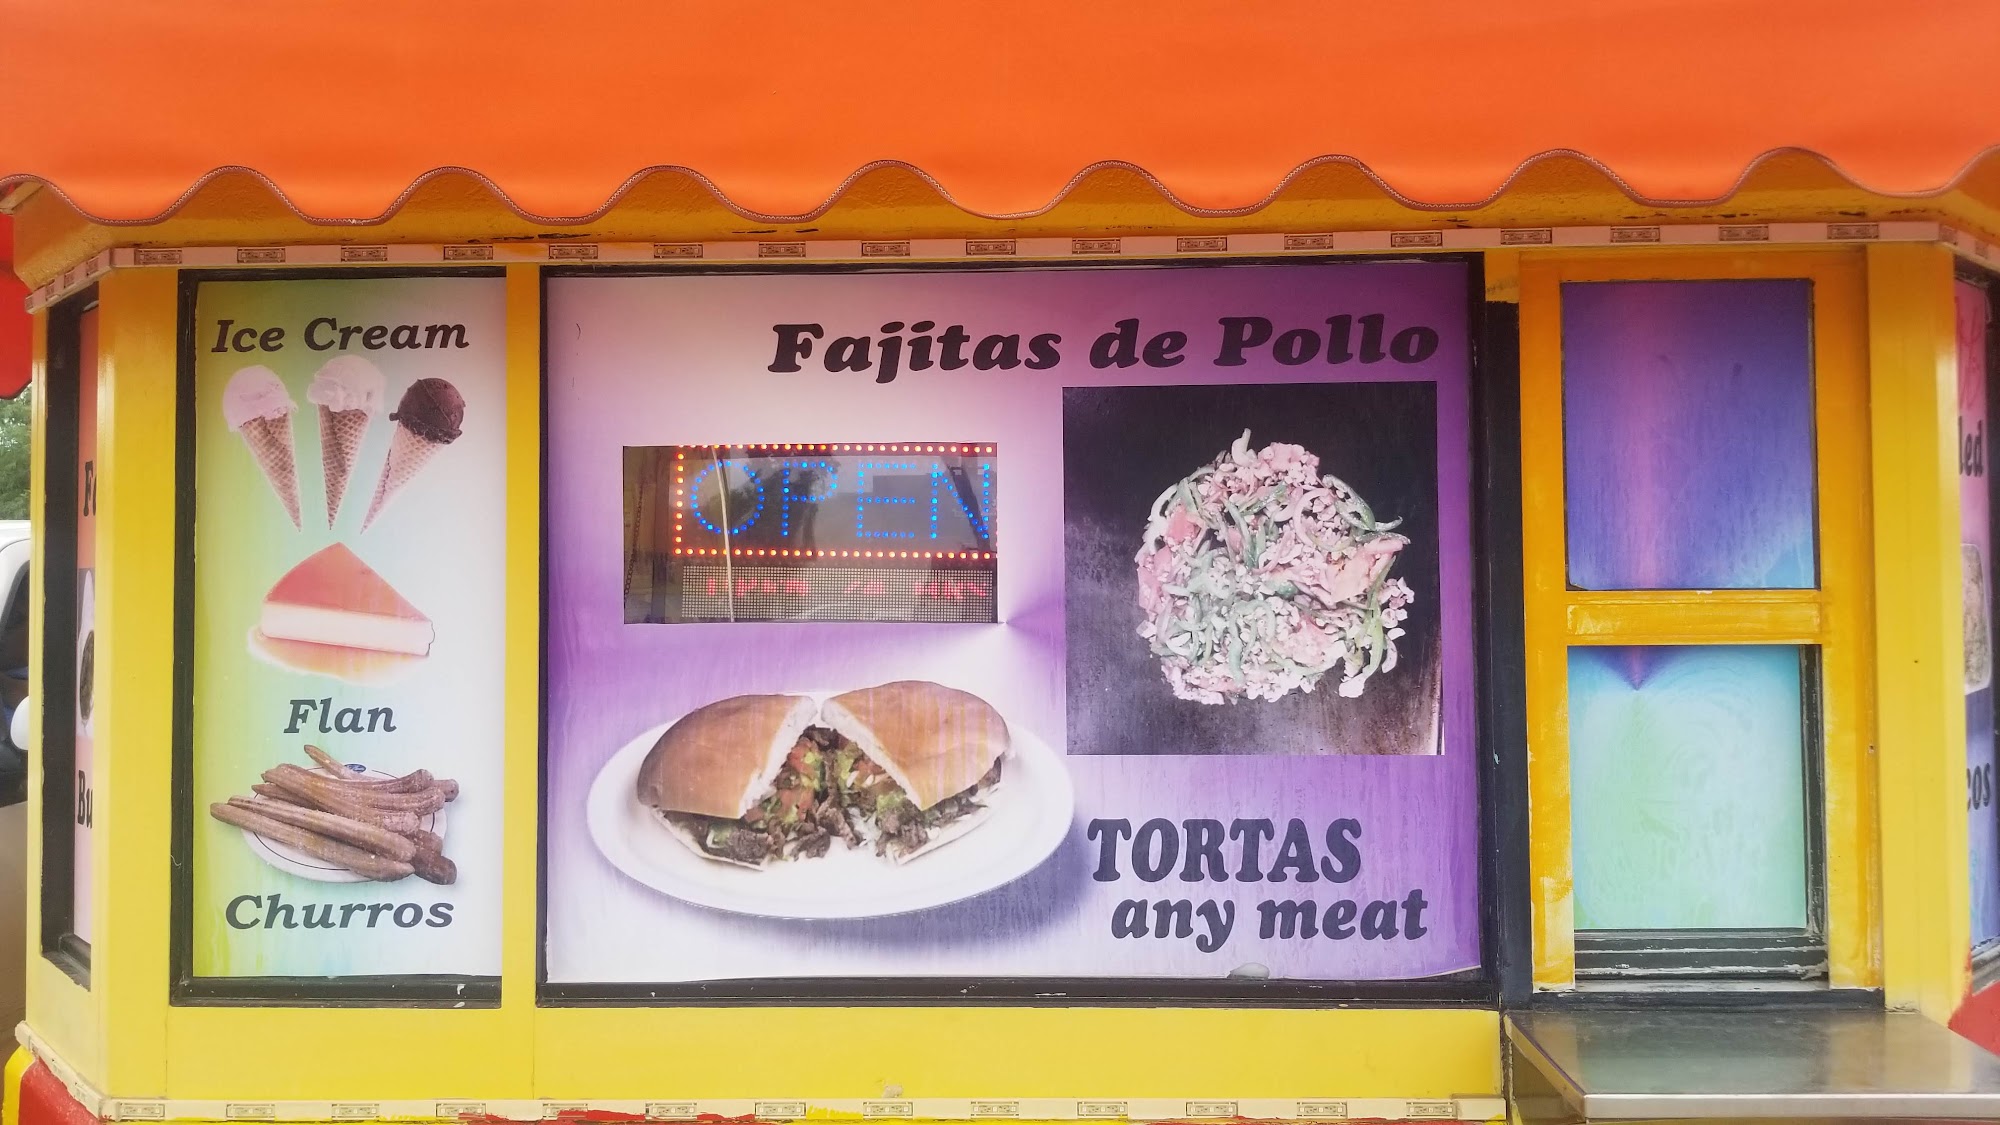 Ice Cream
Flan
Churros
Fajitas de Pollo
OPEN
TORTAS
any meat